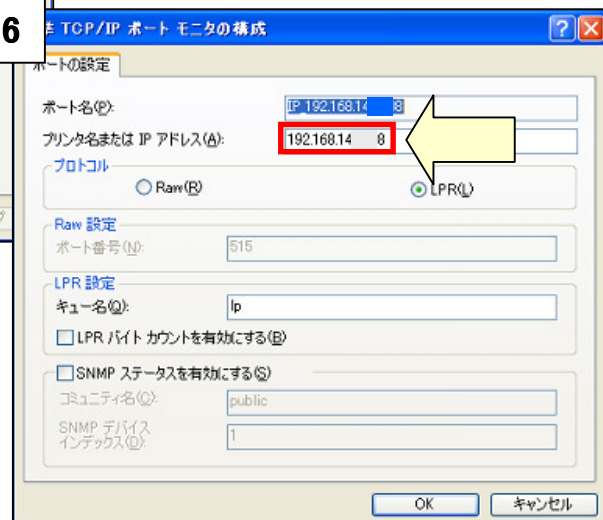 6
TCP/IP ポート モニタの構成
ポートの設定
ポート名(P):
IP_192.168.14 8
プリンタ名または IP アドレス(A):
192.168.14 8
プロトコル
Raw(R)
LPR(L)
Raw 設定
ポート番号(N):
515
LPR 設定
キュー名(Q):
lp
LPR バイト カウントを有効にする(B)
SNMP ステータスを有効にする(S)
コミュニティ名(C):
public
SNMP デバイス
インデックス(D):
1
OK
キャンセル